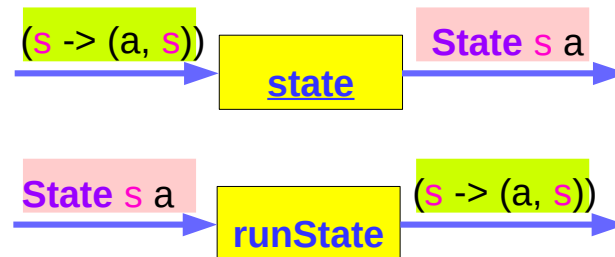 (s -> (a, s))
state
State s a
State s a
runState
(s -> (a, s))